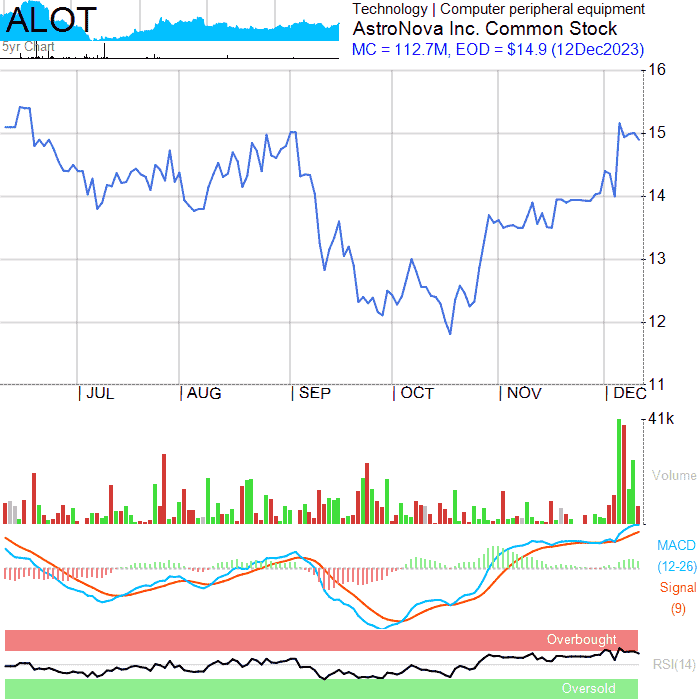 ALOT
5yr Chart
Technology | Computer peripheral equipment
AstroNova Inc. Common Stock
MC = 112.7M, EOD = $14.9 (12Dec2023)
16
15
14
13
12
11
JUL AUG SEP OCT NOV DEC
41k
Volume
MACD
(12-26)
Signal
(9)
Overbought
RSI(14)
Oversold